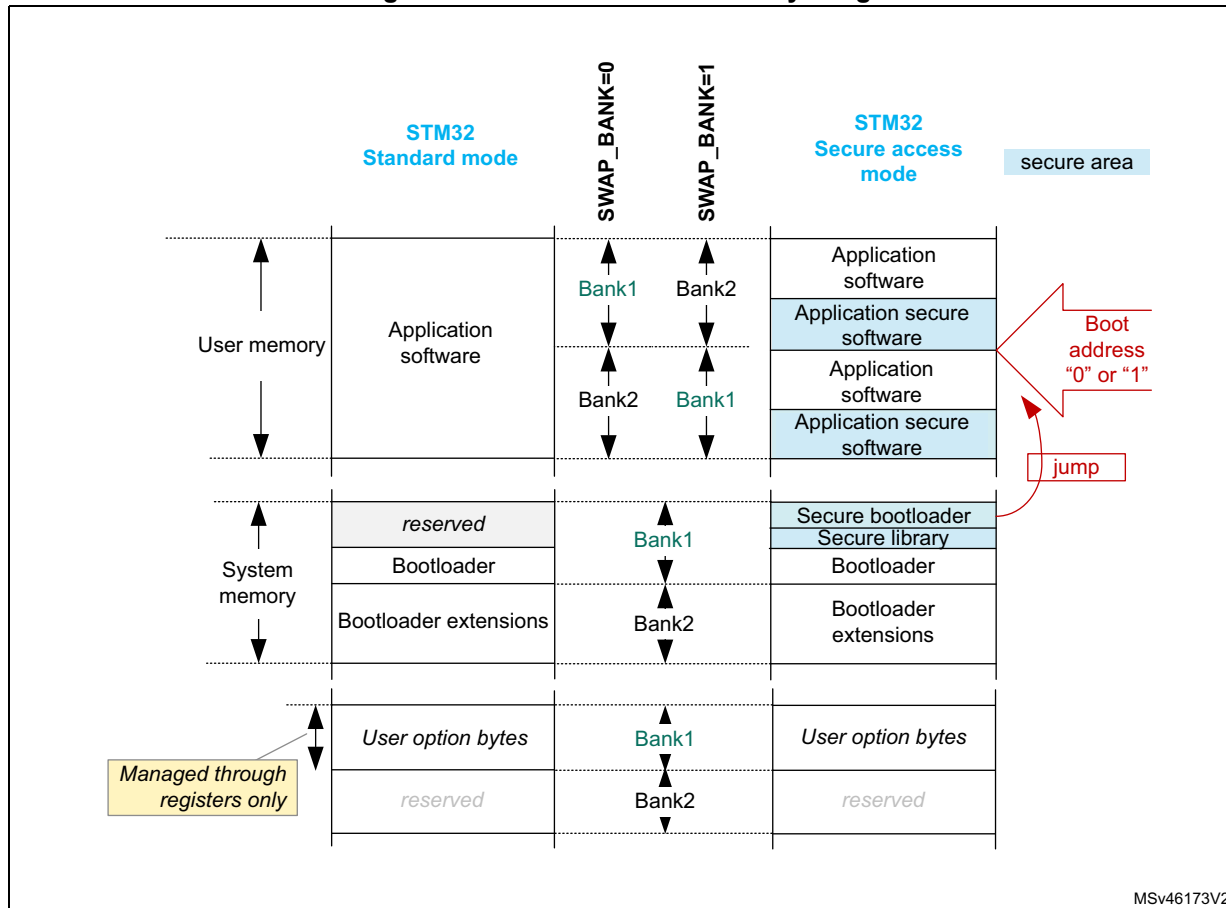 SWAP_BANK=0
SWAP_BANK=1
STM32
Standard mode
STM32
Secure access
mode
secure area
User memory
Application
software
Bank1
Bank2
Bank2
Bank1
Application
software
Application secure
software
Application
software
Application secure
software
Boot
address
“0” or “1”
jump
System
memory
reserved
Bootloader
Bootloader extensions
Bank1
Bank2
Secure bootloader
Secure library
Bootloader
Bootloader
extensions
Managed through
registers only
User option bytes
reserved
Bank1
Bank2
User option bytes
reserved
MSv46173V2